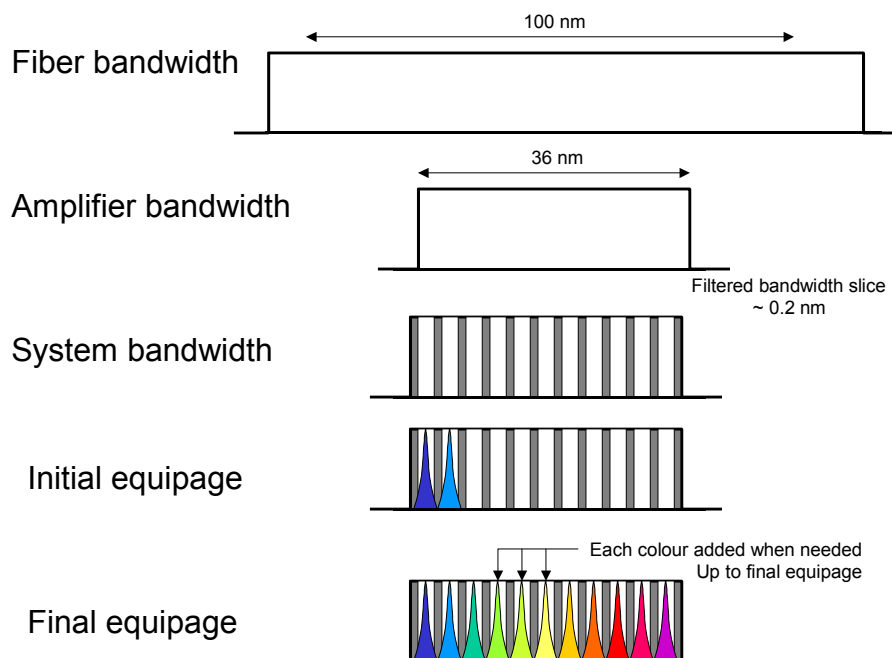 100 nm
Fiber bandwidth
36 nm
Amplifier bandwidth
Filtered bandwidth slice
~ 0.2 nm
System bandwidth
Initial equipage
Each colour added when needed
Up to final equipage
Final equipage